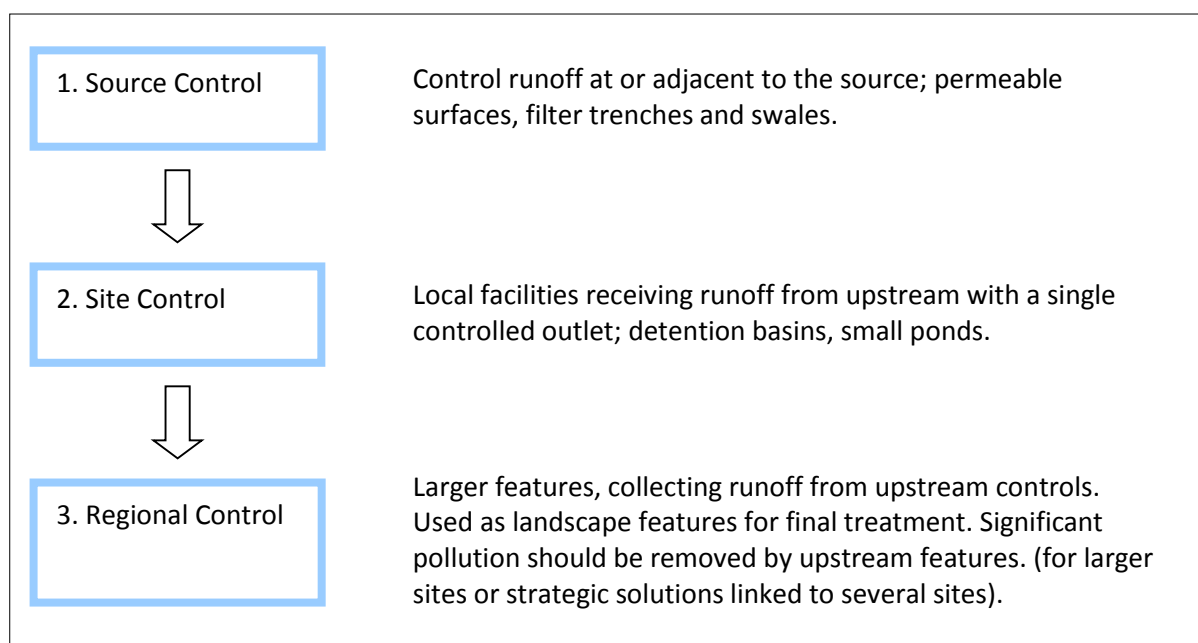 1. Source Control
Control runoff at or adjacent to the source; permeable
surfaces, filter trenches and swales.
2. Site Control
Local facilities receiving runoff from upstream with a single
controlled outlet; detention basins, small ponds.
3. Regional Control
Larger features, collecting runoff from upstream controls.
Used as landscape features for final treatment. Significant
pollution should be removed by upstream features. (for larger
sites or strategic solutions linked to several sites).